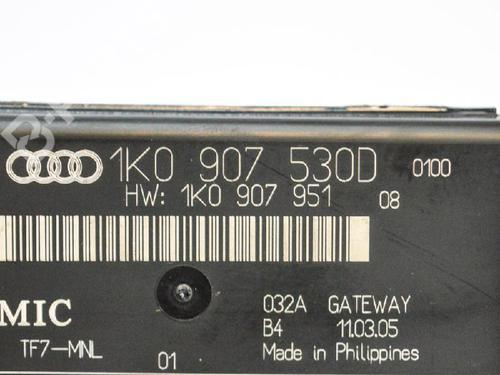 1K0 907 530D 0100
HW: 1K0 907 951 08
MIC
TF7-MNL 01
032A GATEWAY
B4 11.03.05
Made in Philippines